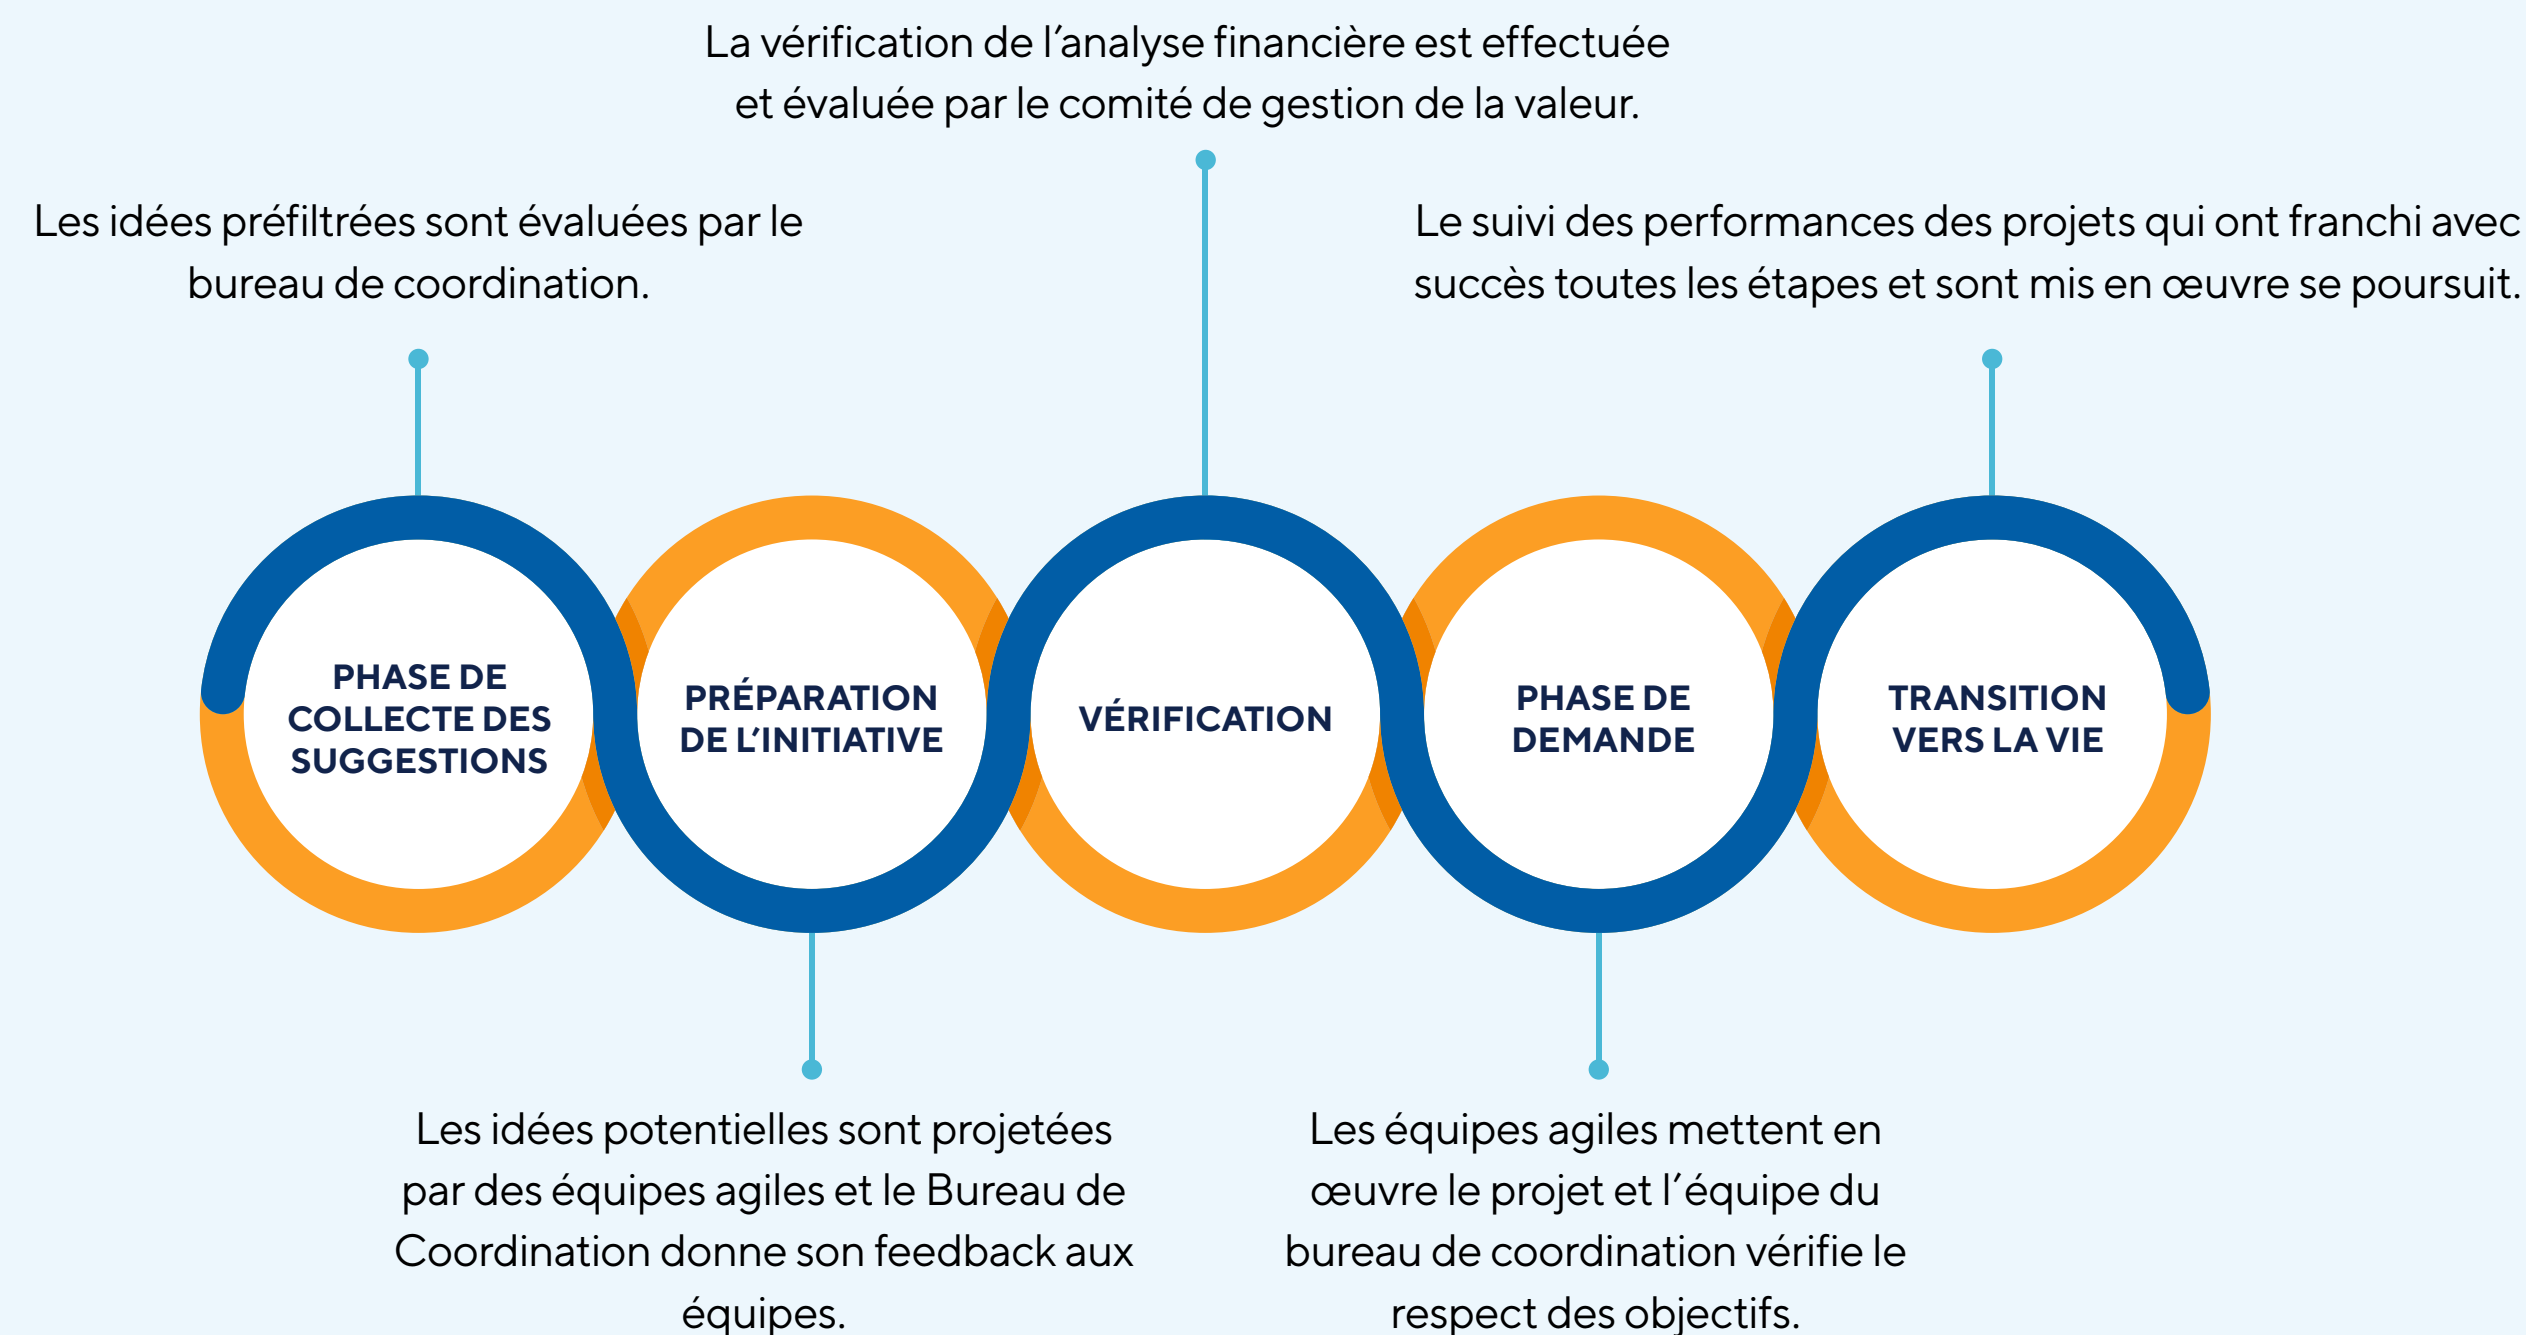 La vérification de l’analyse financière est effectuée
et évaluée par le comité de gestion de la valeur.
Les idées préfiltrées sont évaluées par le
bureau de coordination.
Le suivi des performances des projets qui ont franchi avec
succès toutes les étapes et sont mis en œuvre se poursuit.
PHASE DE
COLLECTE DES
SUGGESTIONS
PRÉPARATION
DE L’INITIATIVE
VÉRIFICATION
PHASE DE
DEMANDE
TRANSITION
VERS LA VIE
Les idées potentielles sont projetées
par des équipes agiles et le Bureau de
Coordination donne son feedback aux
équipes.
Les équipes agiles mettent en
œuvre le projet et l’équipe du
bureau de coordination vérifie le
respect des objectifs.